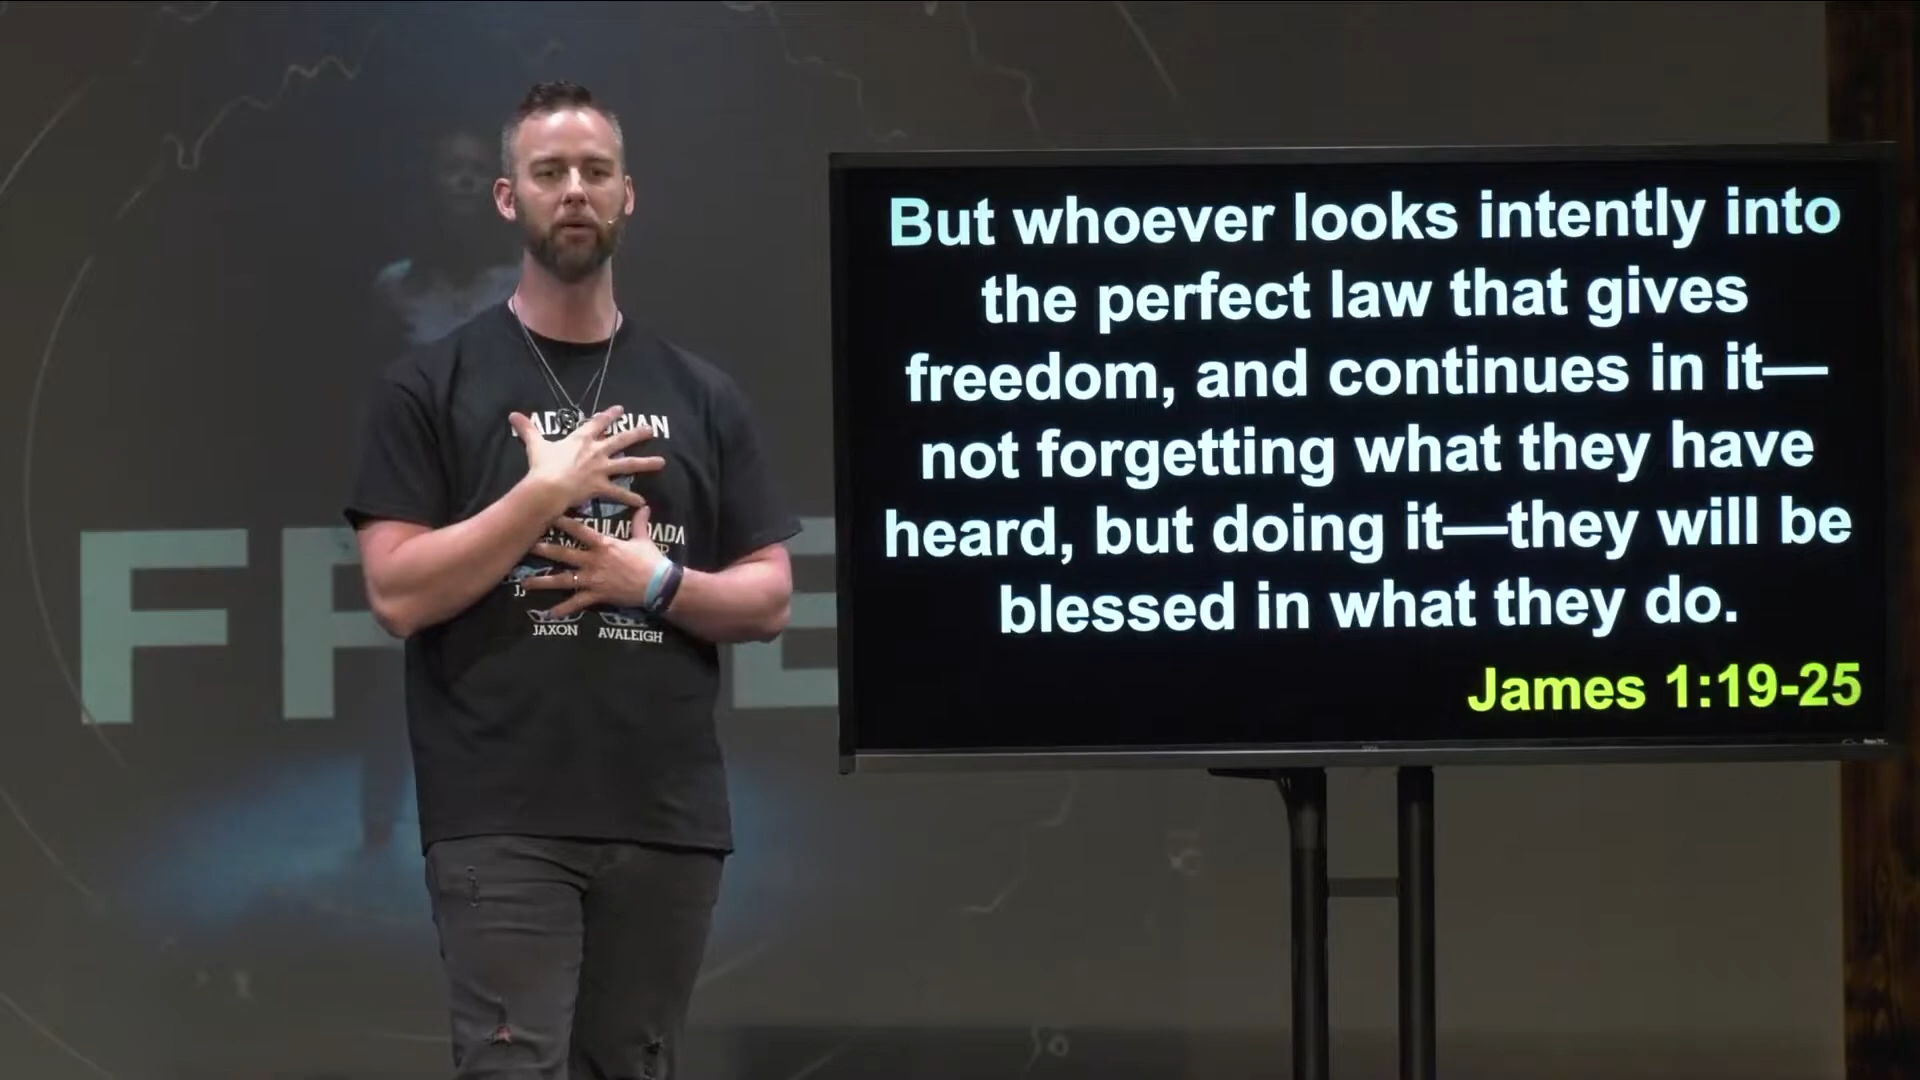 But whoever looks intently into
the perfect law that gives
freedom, and continues in it—
not forgetting what they have
heard, but doing it—they will be
blessed in what they do.
James 1:19-25
JAXON AVALEIGH